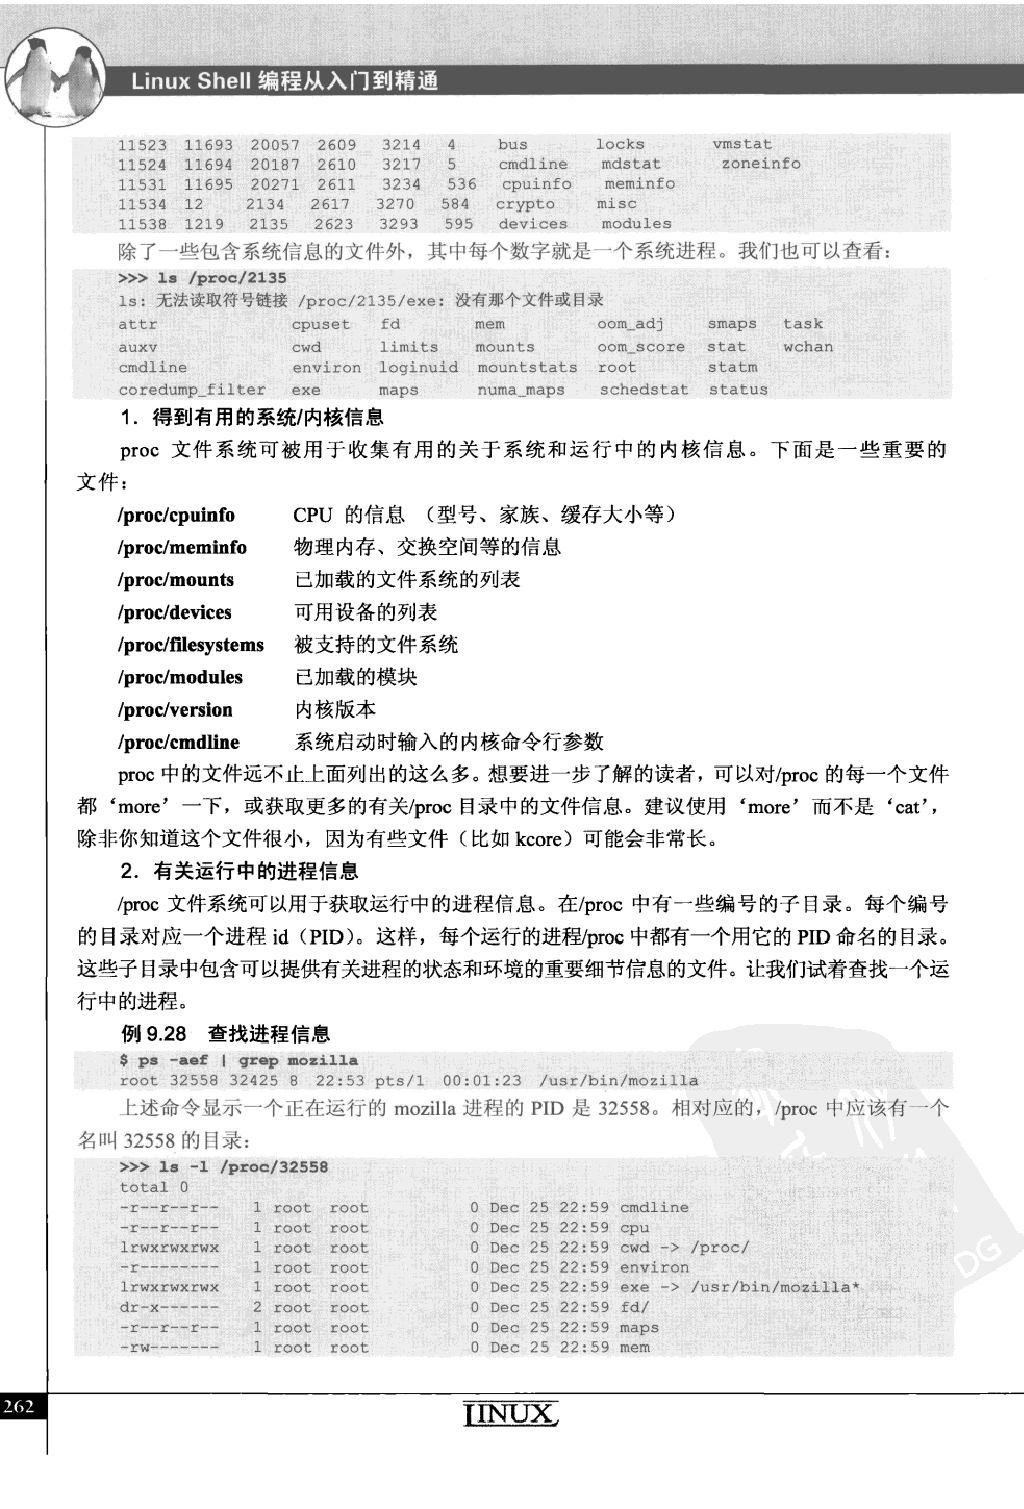 Linux Shell 编程从入门到精通
11523 11693 20057 2609 3214 4 bus locks vmstat
11524 11694 20187 2610 3217 5 cmdline mdstat zoneinfo
11531 11695 20271 2611 3234 536 cpuinfo meminfo
11534 12 2134 2617 3270 584 crypto misc
11538 1219 2135 2623 3293 595 devices modules
除了一些包含系统信息的文件外，其中每个数字就是一个系统进程。我们也可以查看：
>>> ls /proc/2135
ls: 无法读取符号链接 /proc/2135/exe: 没有那个文件或目录
attr cpuset fd mem oom_adj smaps task
auxv cwd limits mounts oom_score stat wchan
cmdline environ loginuid mountstats root statm
coredump_filter exe maps numa_maps schedstat status
1．得到有用的系统/内核信息
proc 文件系统可被用于收集有用的关于系统和运行中的内核信息。下面是一些重要的
文件：
/proc/cpuinfo CPU 的信息 （型号、家族、缓存大小等）
/proc/meminfo 物理内存、交换空间等的信息
/proc/mounts 已加载的文件系统的列表
/proc/devices 可用设备的列表
/proc/filesystems 被支持的文件系统
/proc/modules 已加载的模块
/proc/version 内核版本
/proc/cmdline 系统启动时输入的内核命令行参数
proc 中的文件远不止上面列出的这么多。想要进一步了解的读者，可以对/proc 的每一个文件
都‘more’一下，或获取更多的有关/proc 目录中的文件信息。建议使用‘more’而不是‘cat’，
除非你知道这个文件很小，因为有些文件（比如 kcore）可能会非常长。
2．有关运行中的进程信息
/proc 文件系统可以用于获取运行中的进程信息。在/proc 中有一些编号的子目录。每个编号
的目录对应一个进程 id（PID）。这样，每个运行的进程/proc 中都有一个用它的 PID 命名的目录。
这些子目录中包含可以提供有关进程的状态和环境的重要细节信息的文件。让我们试着查找一个运
行中的进程。
例 9.28 查找进程信息
$ ps -aef | grep mozilla
root 32558 32425 8 22:53 pts/1 00:01:23 /usr/bin/mozilla
上述命令显示一个正在运行的 mozilla 进程的 PID 是 32558。相对应的，/proc 中应该有一个
名叫 32558 的目录：
>>> ls -l /proc/32558
total 0
-r--r--r-- 1 root root 0 Dec 25 22:59 cmdline
-r--r--r-- 1 root root 0 Dec 25 22:59 cpu
lrwxrwxrwx 1 root root 0 Dec 25 22:59 cwd -> /proc/
-r-------- 1 root root 0 Dec 25 22:59 environ
lrwxrwxrwx 1 root root 0 Dec 25 22:59 exe -> /usr/bin/mozilla*
dr-x------ 2 root root 0 Dec 25 22:59 fd/
-r--r--r-- 1 root root 0 Dec 25 22:59 maps
-rw------- 1 root root 0 Dec 25 22:59 mem
262
LINUX